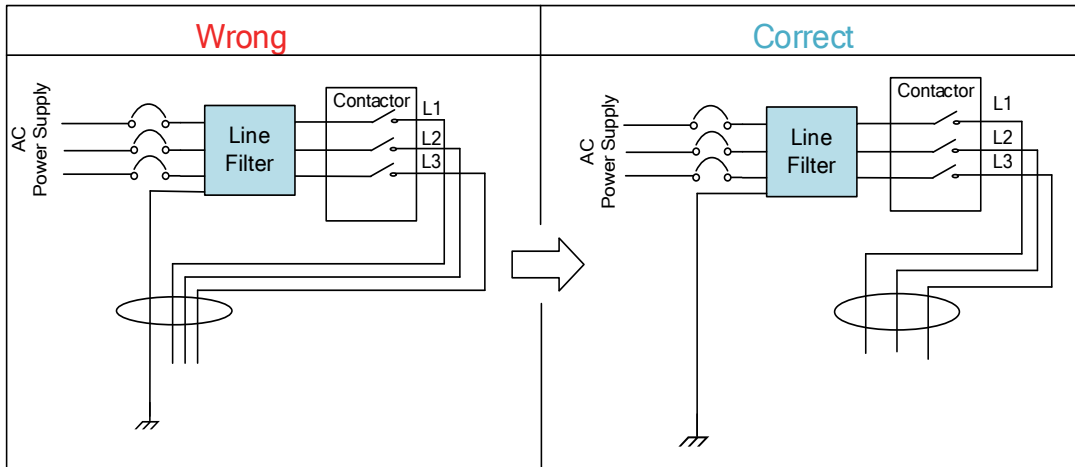 Wrong
Correct
AC
Power Supply
Line
Filter
Contactor
L1
L2
L3
AC
Power Supply
Line
Filter
Contactor
L1
L2
L3